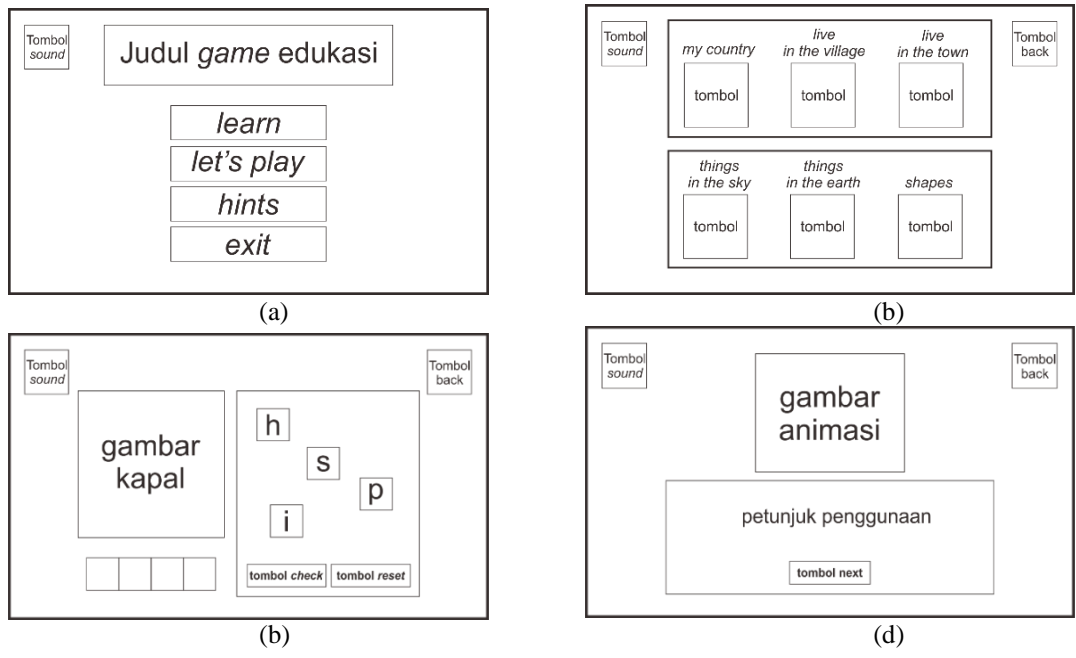 Tombol
sound
Judul game edukasi
learn
let's play
hints
exit
(a)
Tombol
sound
Tombol
back
my country
live
in the village
live
in the town
tombol
tombol
tombol
things
in the sky
things
in the earth
shapes
tombol
tombol
tombol
(b)
Tombol
sound
Tombol
back
gambar
kapal
h
s
p
i
tombol check
tombol reset
(b)
Tombol
sound
Tombol
back
gambar
animasi
petunjuk penggunaan
tombol next
(d)